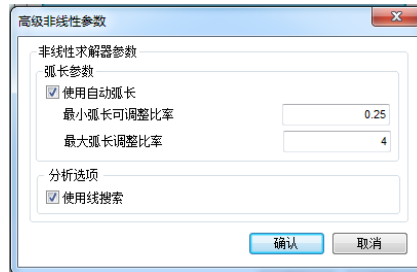 高级非线性参数
非线性求解器参数
弧长参数
使用自动弧长
最小弧长可调整比率 0.25
最大弧长调整比率 4
分析选项
使用线搜索
确认 取消